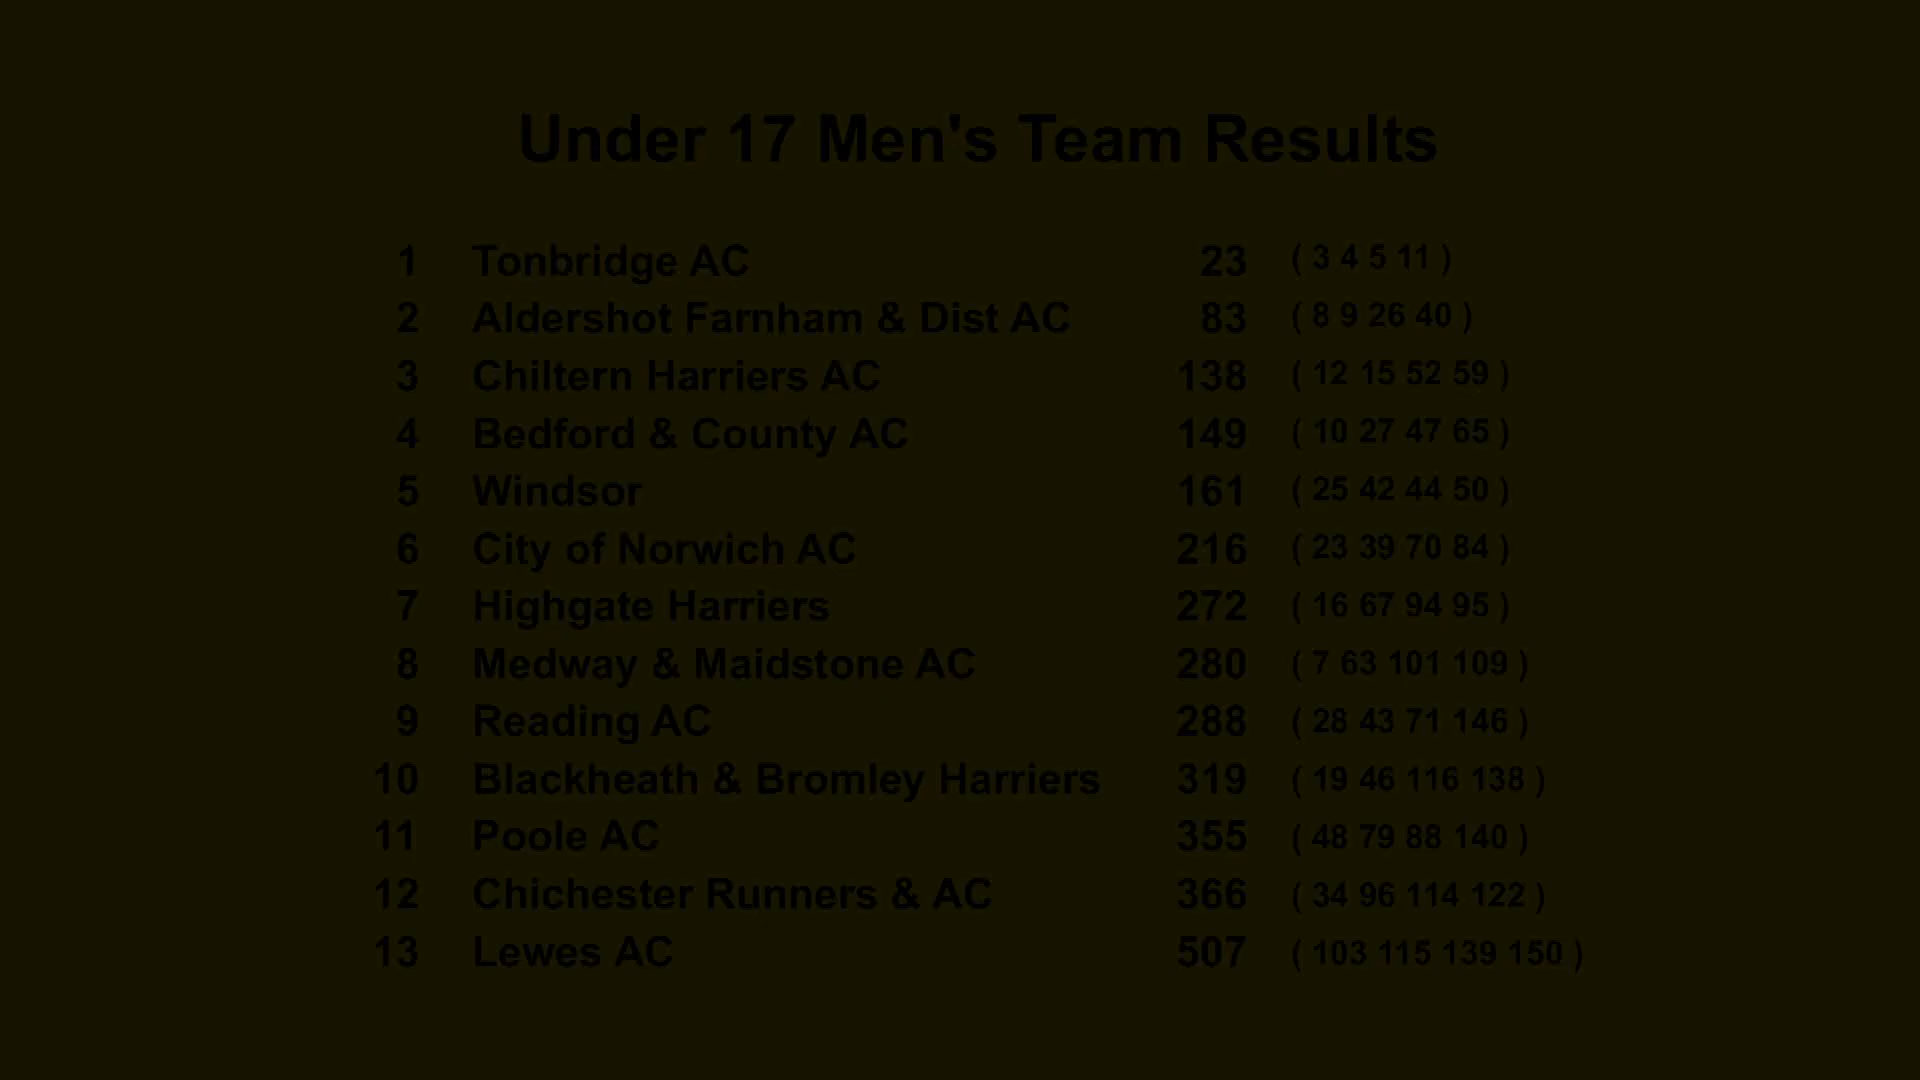 Under 17 Men's Team Results
1 Tonbridge AC 23 ( 3 4 5 11 )
2 Aldershot Farnham & Dist AC 83 ( 8 9 26 40 )
3 Chiltern Harriers AC 138 ( 12 15 52 59 )
4 Bedford & County AC 149 ( 10 27 47 65 )
5 Windsor 161 ( 25 42 44 50 )
6 City of Norwich AC 216 ( 23 39 70 84 )
7 Highgate Harriers 272 ( 16 67 94 95 )
8 Medway & Maidstone AC 280 ( 7 63 101 109 )
9 Reading AC 288 ( 28 43 71 146 )
10 Blackheath & Bromley Harriers 319 ( 19 46 116 138 )
11 Poole AC 355 ( 48 79 88 140 )
12 Chichester Runners & AC 366 ( 34 96 114 122 )
13 Lewes AC 507 ( 103 115 139 150 )